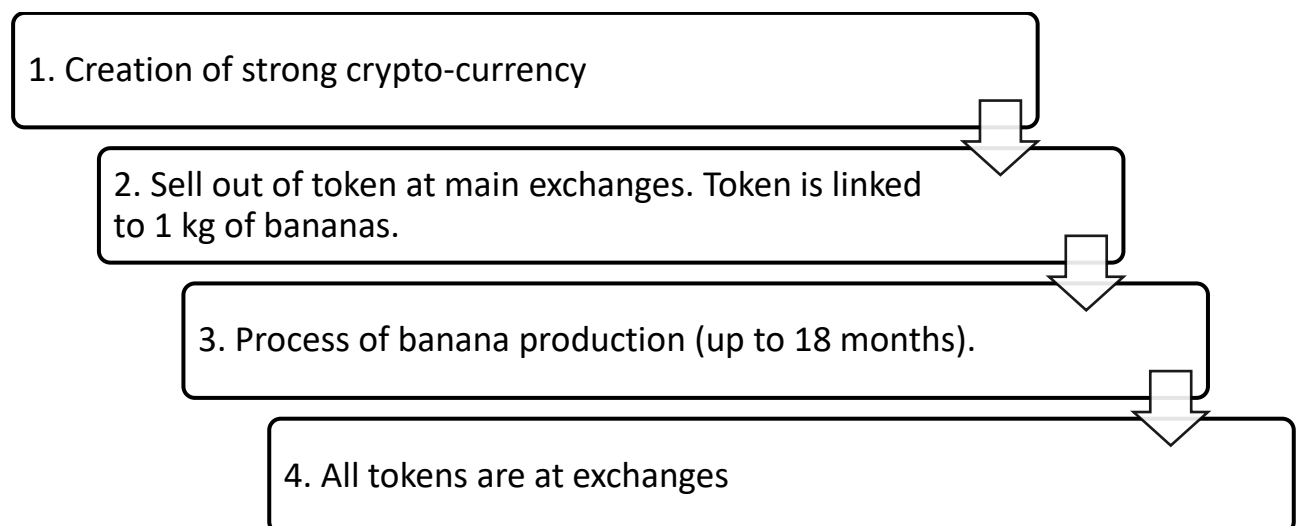 1. Creation of strong crypto-currency
2. Sell out of token at main exchanges. Token is linked
to 1 kg of bananas.
3. Process of banana production (up to 18 months).
4. All tokens are at exchanges